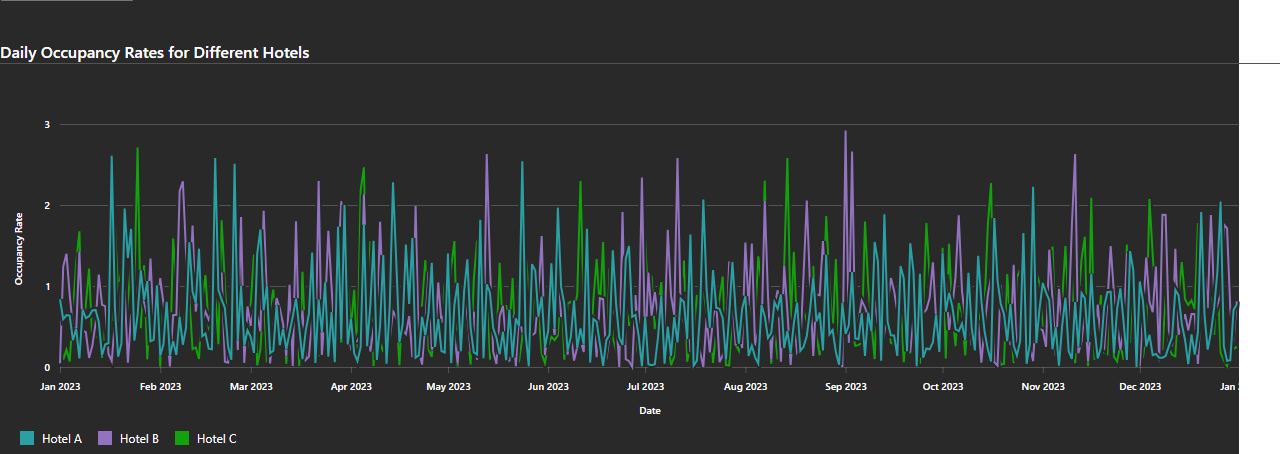 Daily Occupancy Rates for Different Hotels
3
2
1
0
Occupancy Rate
Jan 2023 Feb 2023 Mar 2023 Apr 2023 May 2023 Jun 2023 Jul 2023 Aug 2023 Sep 2023 Oct 2023 Nov 2023 Dec 2023 Jan
Date
Hotel A Hotel B Hotel C